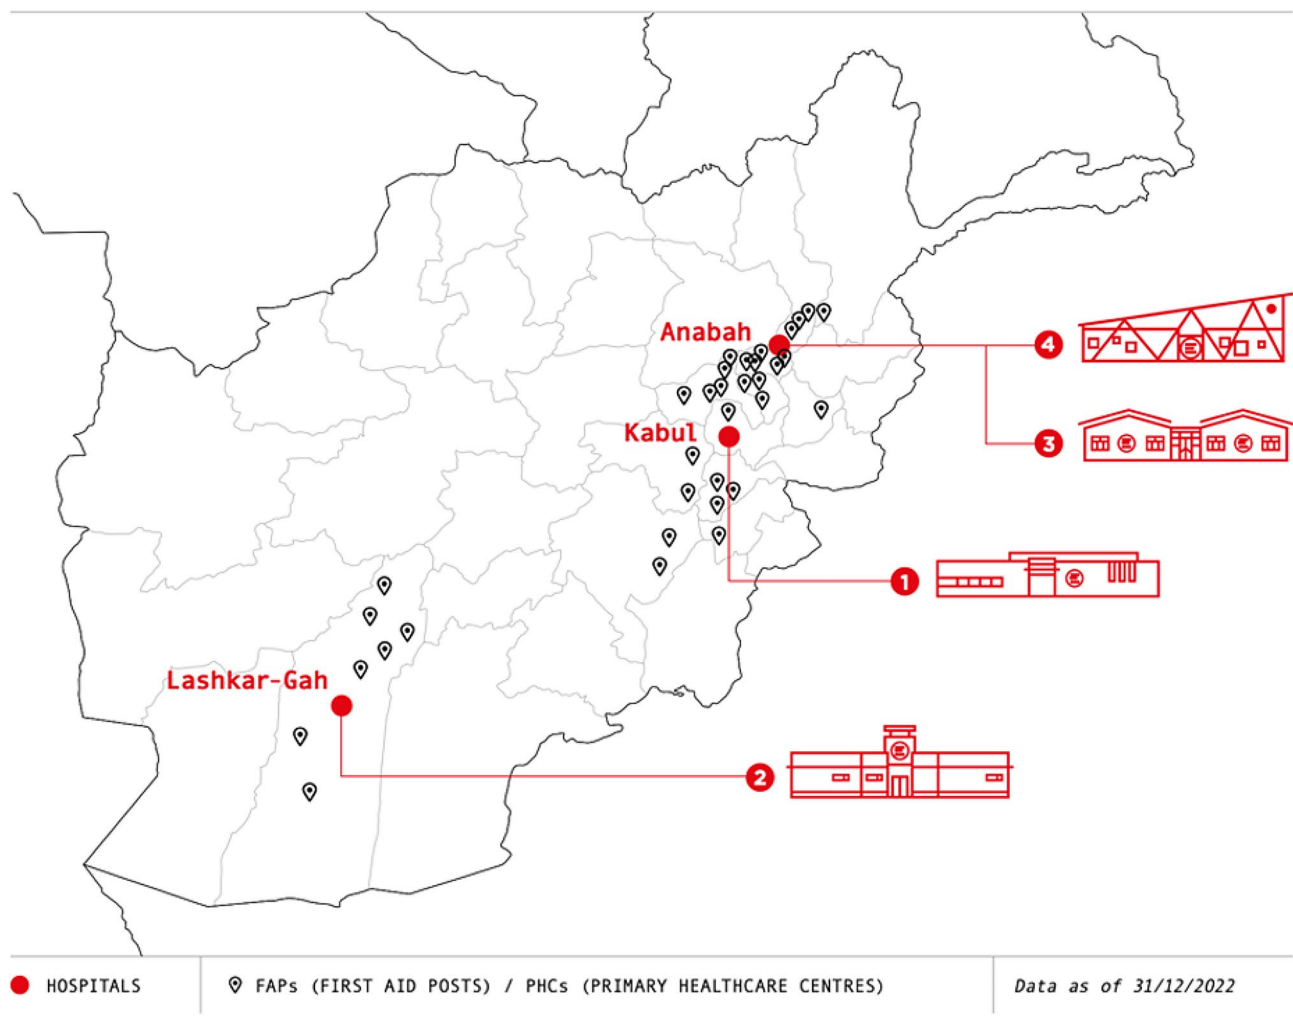 Anabah
4
Kabul
3
1
Lashkar-Gah
2
HOSPITALS
FAPs (FIRST AID POSTS) / PHCs (PRIMARY HEALTHCARE CENTRES)
Data as of 31/12/2022